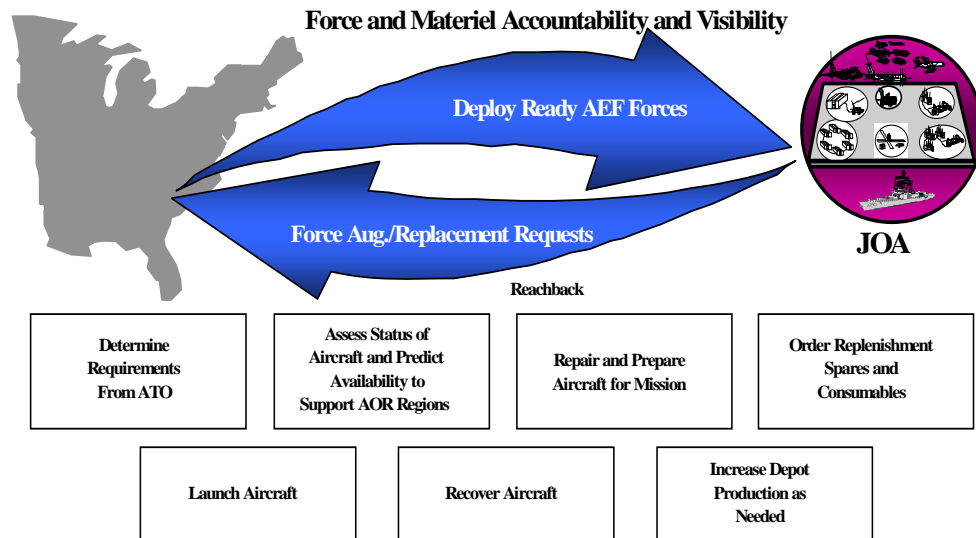 Force and Materiel Accountability and Visibility
Deploy Ready AEF Forces
Force Aug./Replacement Requests
JOA
Reachback
Determine
Requirements
From ATO
Assess Status of
Aircraft and Predict
Availability to
Support AOR Regions
Repair and Prepare
Aircraft for Mission
Order Replenishment
Spares and
Consumables
Launch Aircraft
Recover Aircraft
Increase Depot
Production as
Needed